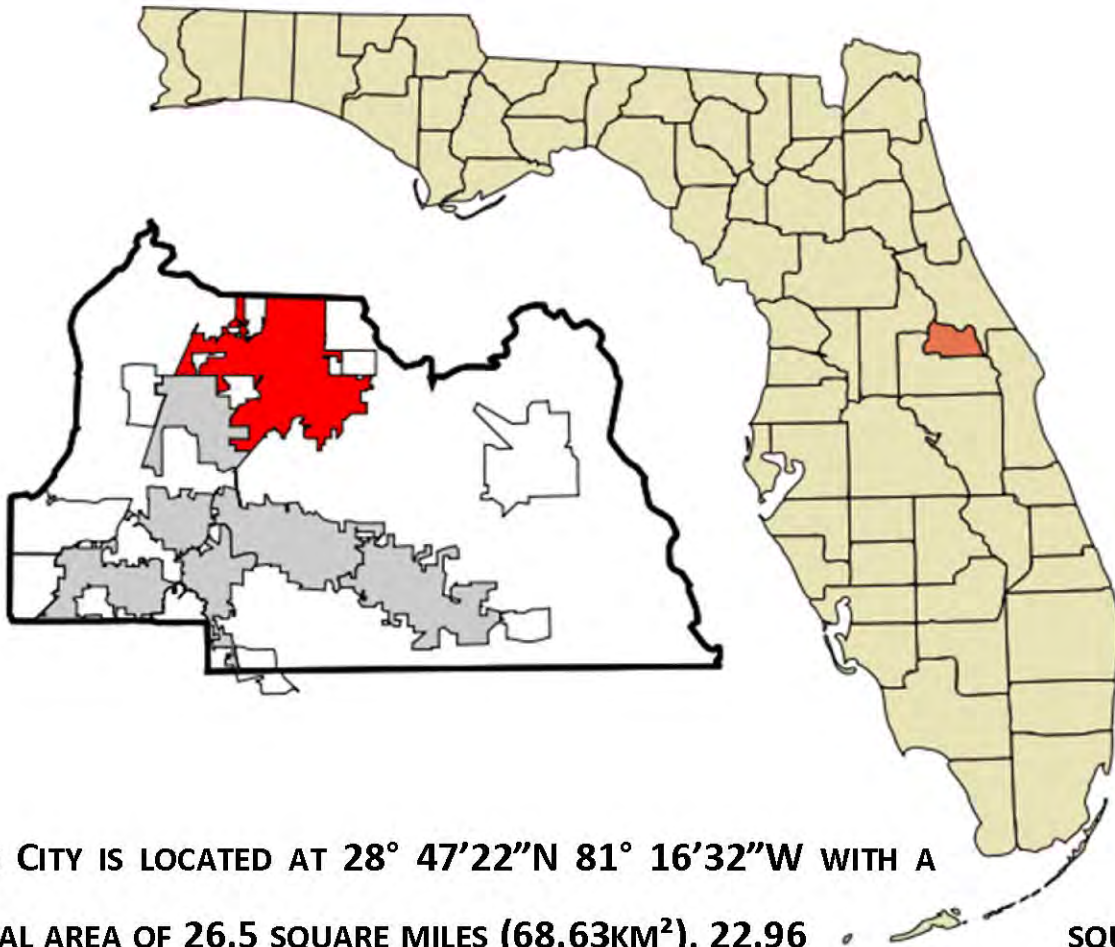 CITY IS LOCATED AT 28° 47'22"N 81° 16'32"W WITH A
AL AREA OF 26.5 SQUARE MILES (68.63KM²). 22.96